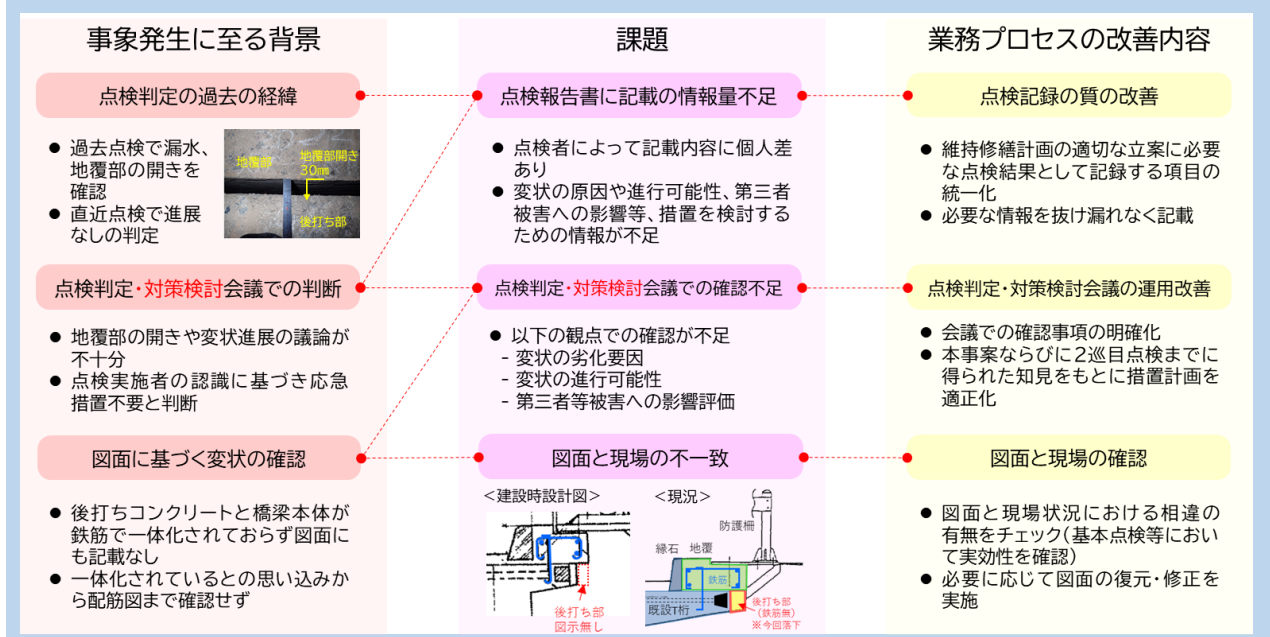 事象発生に至る背景
点検判定の過去の経緯
● 過去点検で漏水、
地覆部の開きを
確認
● 直近点検で進展
なしの判定
地覆部
地覆部開き
30㎜
後打ち部
点検判定・対策検討会議での判断
● 地覆部の開きや変状進展の議論が
不十分
● 点検実施者の認識に基づき応急
措置不要と判断
図面に基づく変状の確認
● 後打ちコンクリートと橋梁本体が
鉄筋で一体化されておらず図面に
も記載なし
● 一体化されているとの思い込みか
ら配筋図まで確認せず
課題
点検報告書に記載の情報量不足
● 点検者によって記載内容に個人差
あり
● 変状の原因や進行可能性、第三者
被害への影響等、措置を検討する
ための情報が不足
点検判定・対策検討会議での確認不足
● 以下の観点での確認が不足
- 変状の劣化要因
- 変状の進行可能性
- 第三者等被害への影響評価
図面と現場の不一致
＜建設時設計図＞
後打ち部
図示無し
＜現況＞
防護柵
縁石 地覆
鉄筋
既設T桁
後打ち部
（鉄筋無）
※今回落下
業務プロセスの改善内容
点検記録の質の改善
● 維持修繕計画の適切な立案に必要
な点検結果として記録する項目の
統一化
● 必要な情報を抜け漏れなく記載
点検判定・対策検討会議の運用改善
● 会議での確認事項の明確化
● 本事案ならびに2巡目点検までに
得られた知見をもとに措置計画を
適正化
図面と現場の確認
● 図面と現場状況における相違の
有無をチェック（基本点検等におい
て実効性を確認）
● 必要に応じて図面の復元・修正を
実施